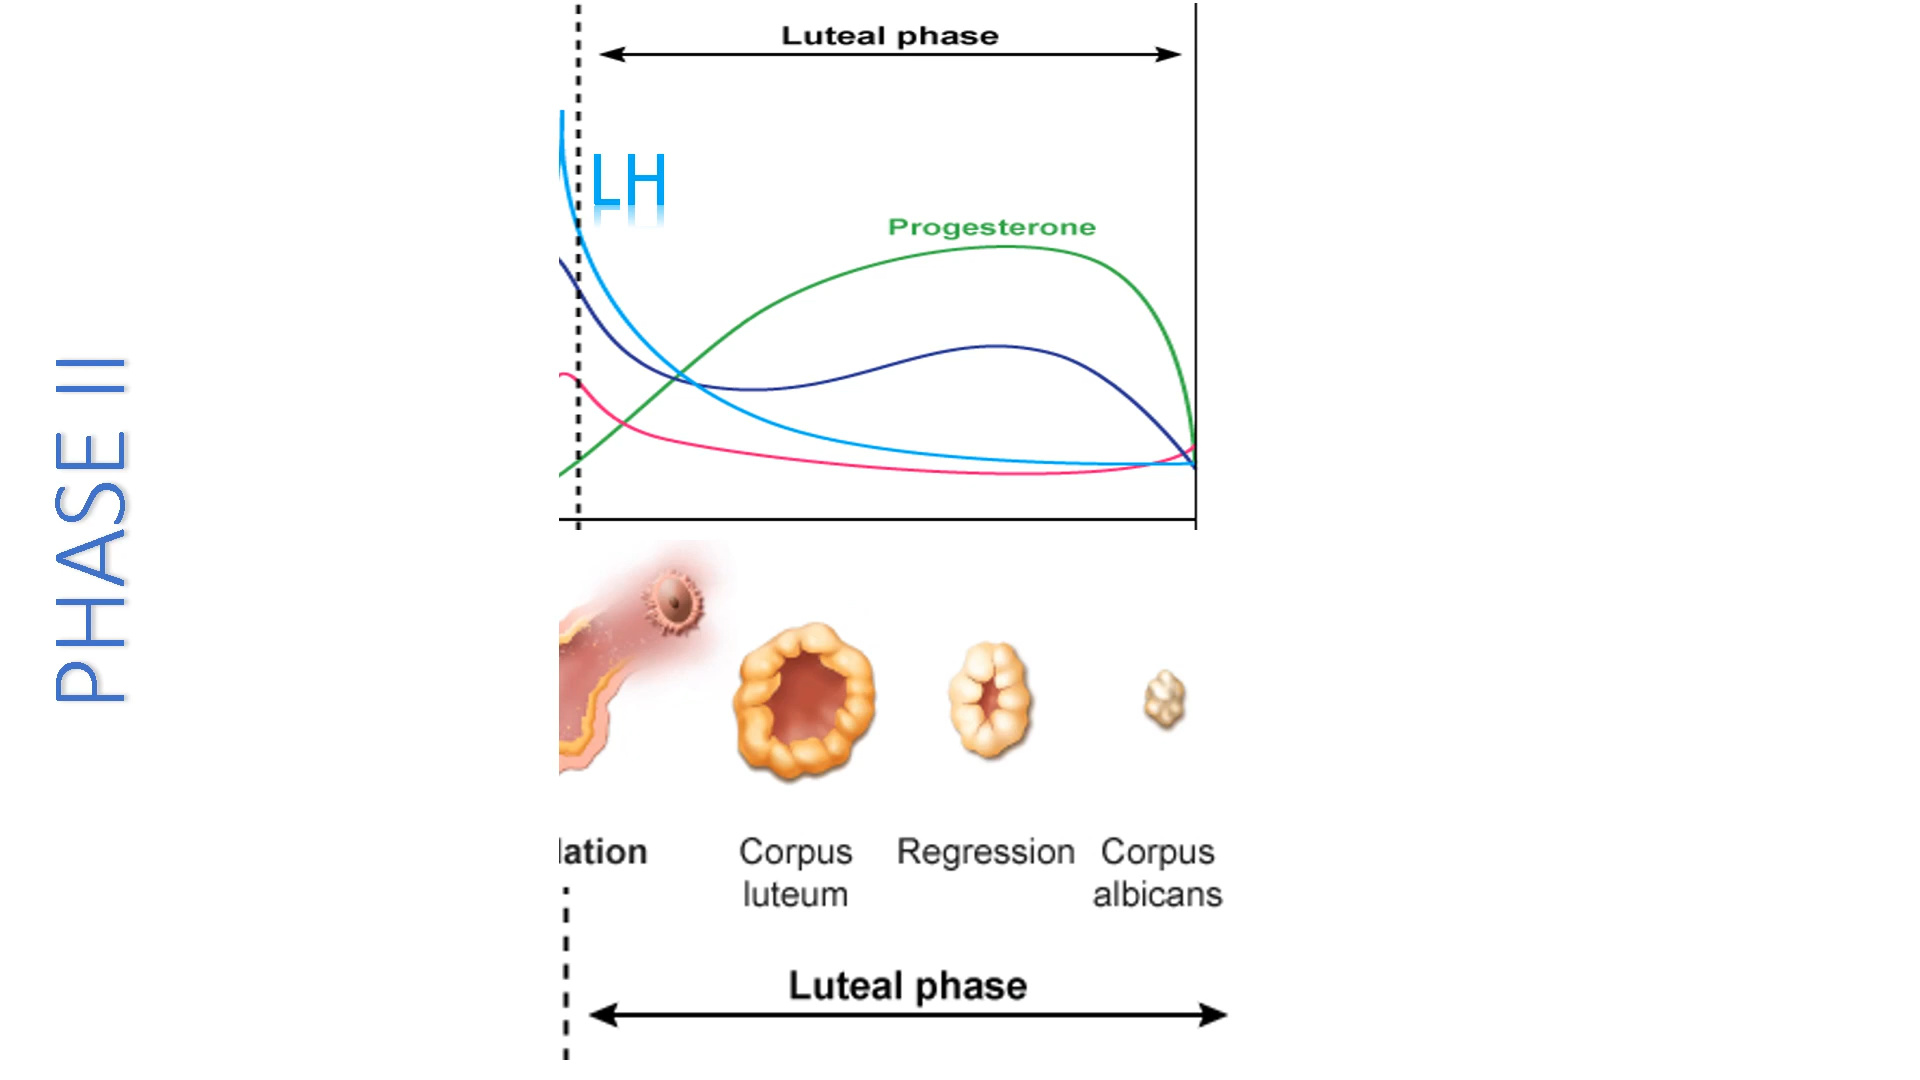 PHASE II
Luteal phase
LH
Progesterone
lation
Corpus
luteum
Regression
Corpus
albicans
Luteal phase